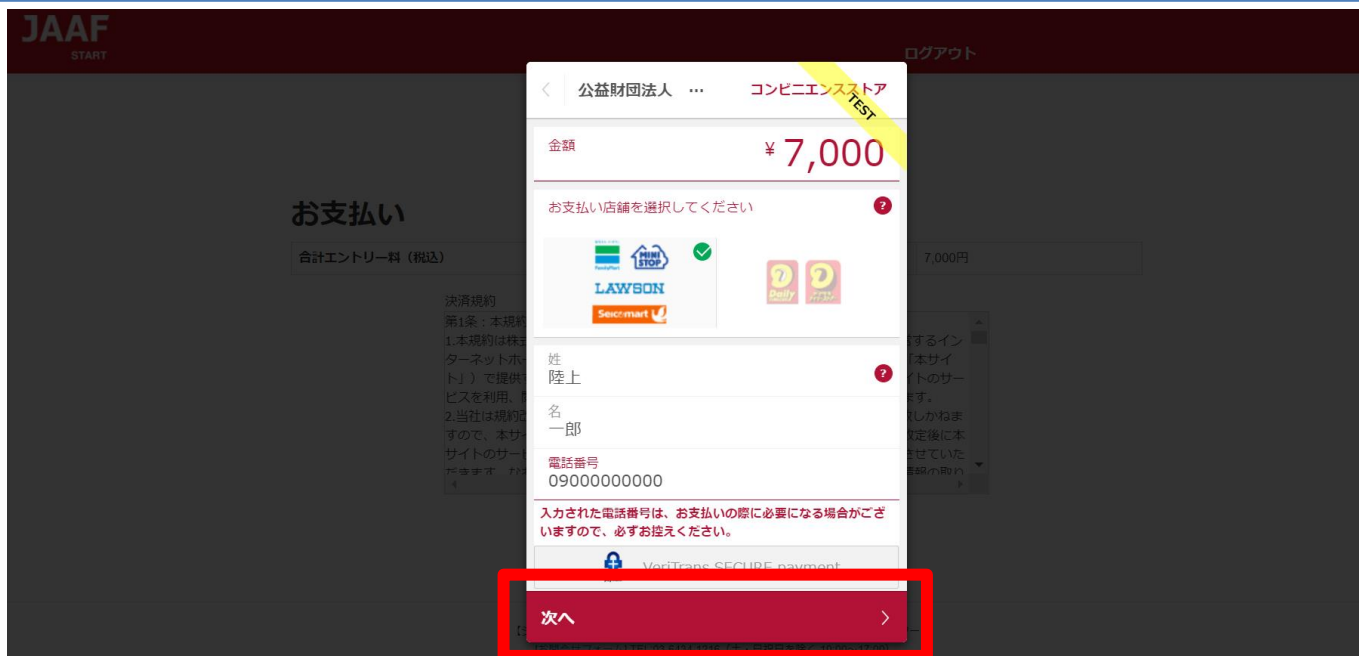 JAAF
START
ログアウト
公益財団法人 …
コンビニエンスストア
TEST
金額
¥ 7,000
お支払い
お支払い店舗を選択してください
?
合計エントリー料（税込）
7,000円
FamilyMart
MINI STOP
LAWSON
Seicomart
Daily
決済規約
第1条：本規約
1.本規約は株式
するイン
ターネットホー
「本サイ
ト」）で提供す
イトのサー
ビスを利用、
ます。
2.当社は規約
しかねま
すので、本サ
改定後に本
サイトのサー
させていた
姓
陸上
?
名
一郎
電話番号
09000000000
入力された電話番号は、お支払いの際に必要になる場合がござ
いますので、必ずお控えください。
VeriTrans SECURE payment
次へ